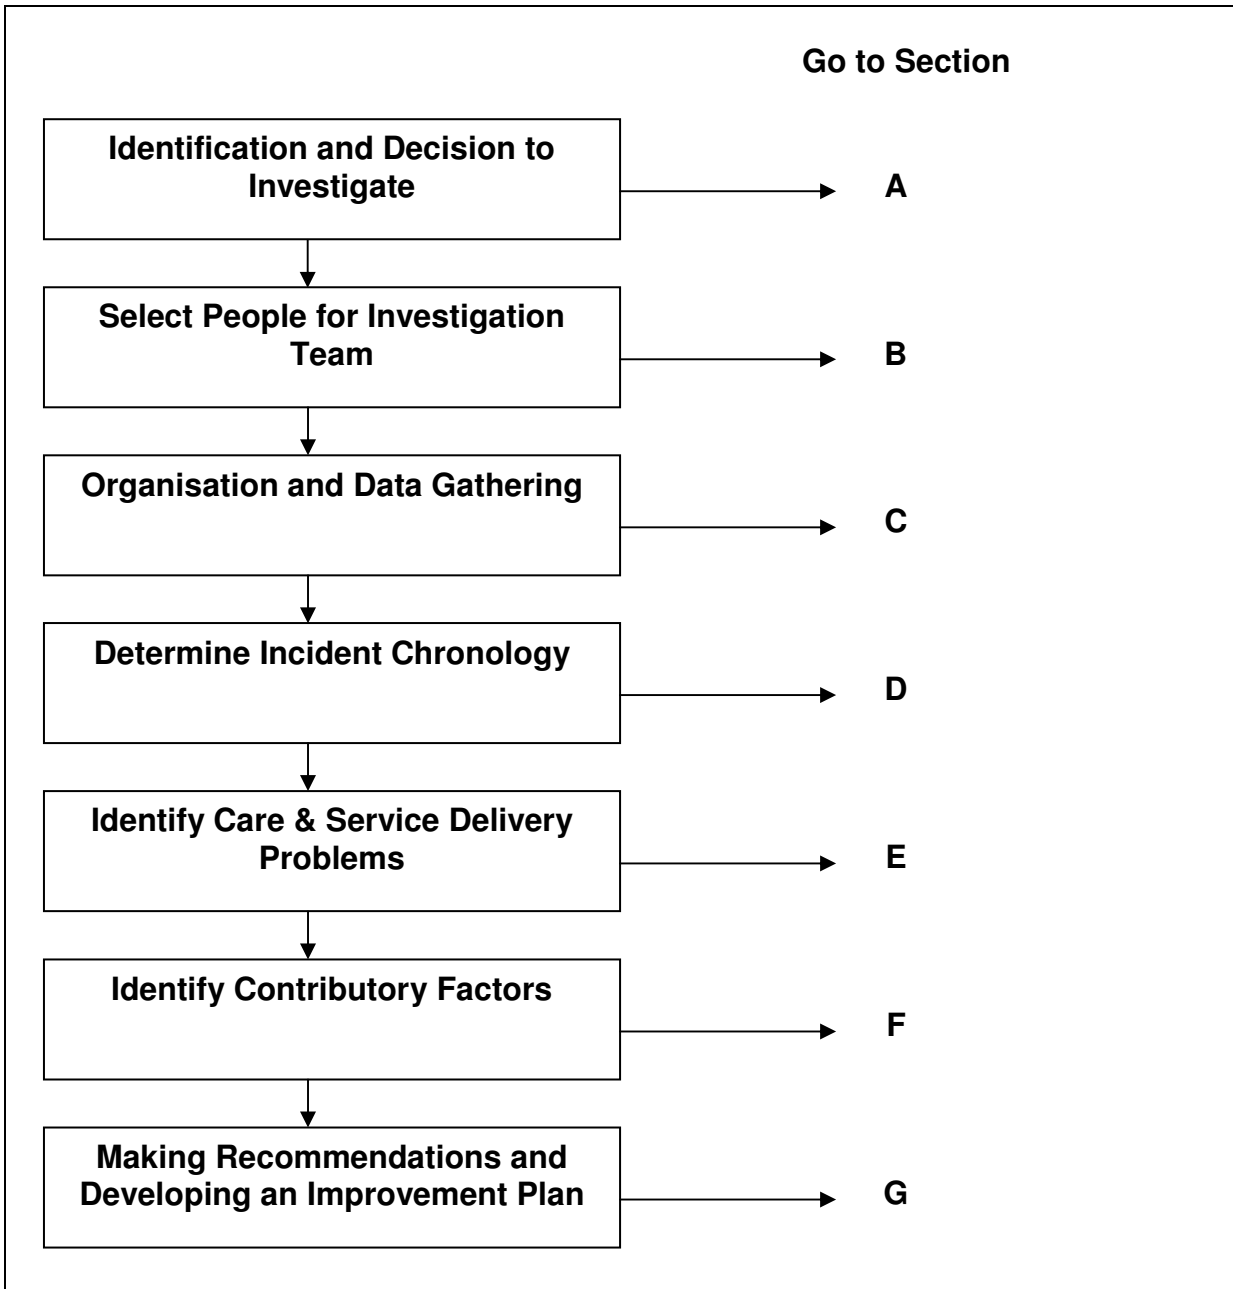 Go to Section
Identification and Decision to
Investigate
A
Select People for Investigation
Team
B
Organisation and Data Gathering
C
Determine Incident Chronology
D
Identify Care & Service Delivery
Problems
E
Identify Contributory Factors
F
Making Recommendations and
Developing an Improvement Plan
G